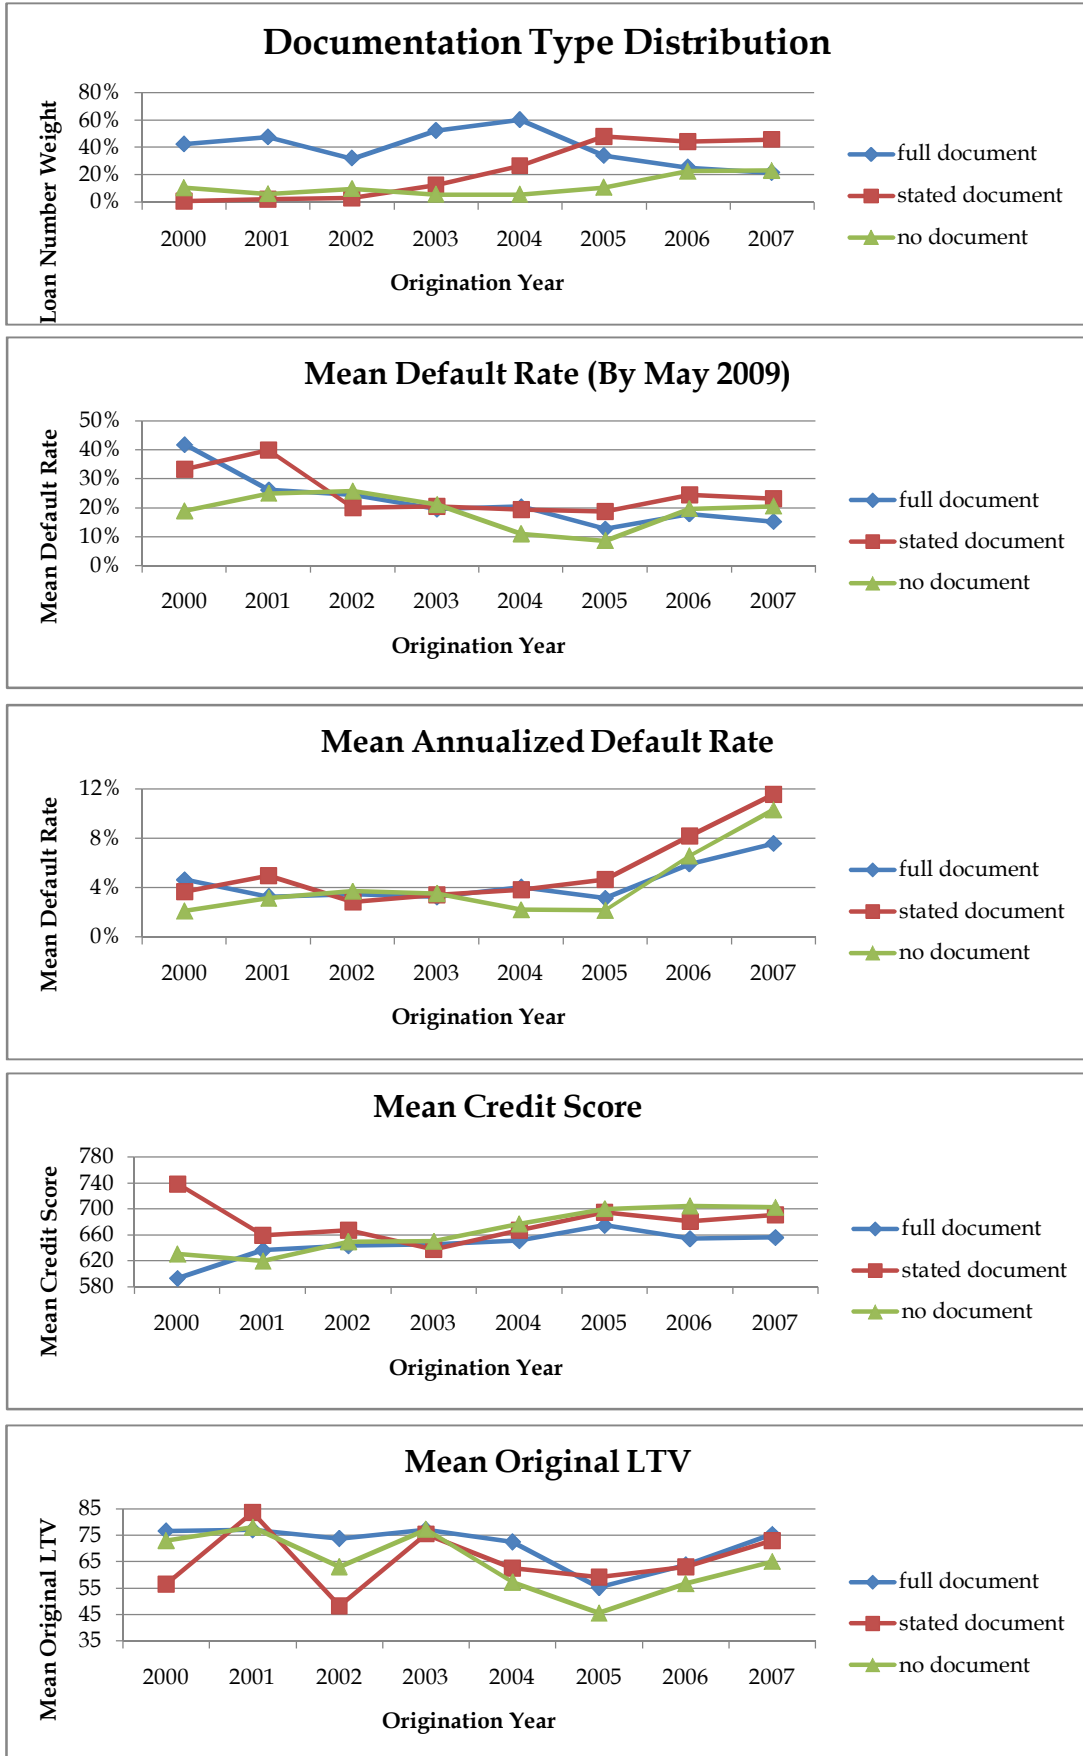 Documentation Type Distribution
Loan Number Weight
80%
60%
40%
20%
0%
2000 2001 2002 2003 2004 2005 2006 2007
Origination Year
full document
stated document
no document
Mean Default Rate (By May 2009)
Mean Default Rate
50%
40%
30%
20%
10%
0%
2000 2001 2002 2003 2004 2005 2006 2007
Origination Year
full document
stated document
no document
Mean Annualized Default Rate
Mean Default Rate
12%
8%
4%
0%
2000 2001 2002 2003 2004 2005 2006 2007
Origination Year
full document
stated document
no document
Mean Credit Score
Mean Credit Score
780
740
700
660
620
580
2000 2001 2002 2003 2004 2005 2006 2007
Origination Year
full document
stated document
no document
Mean Original LTV
Mean Original LTV
85
75
65
55
45
35
2000 2001 2002 2003 2004 2005 2006 2007
Origination Year
full document
stated document
no document